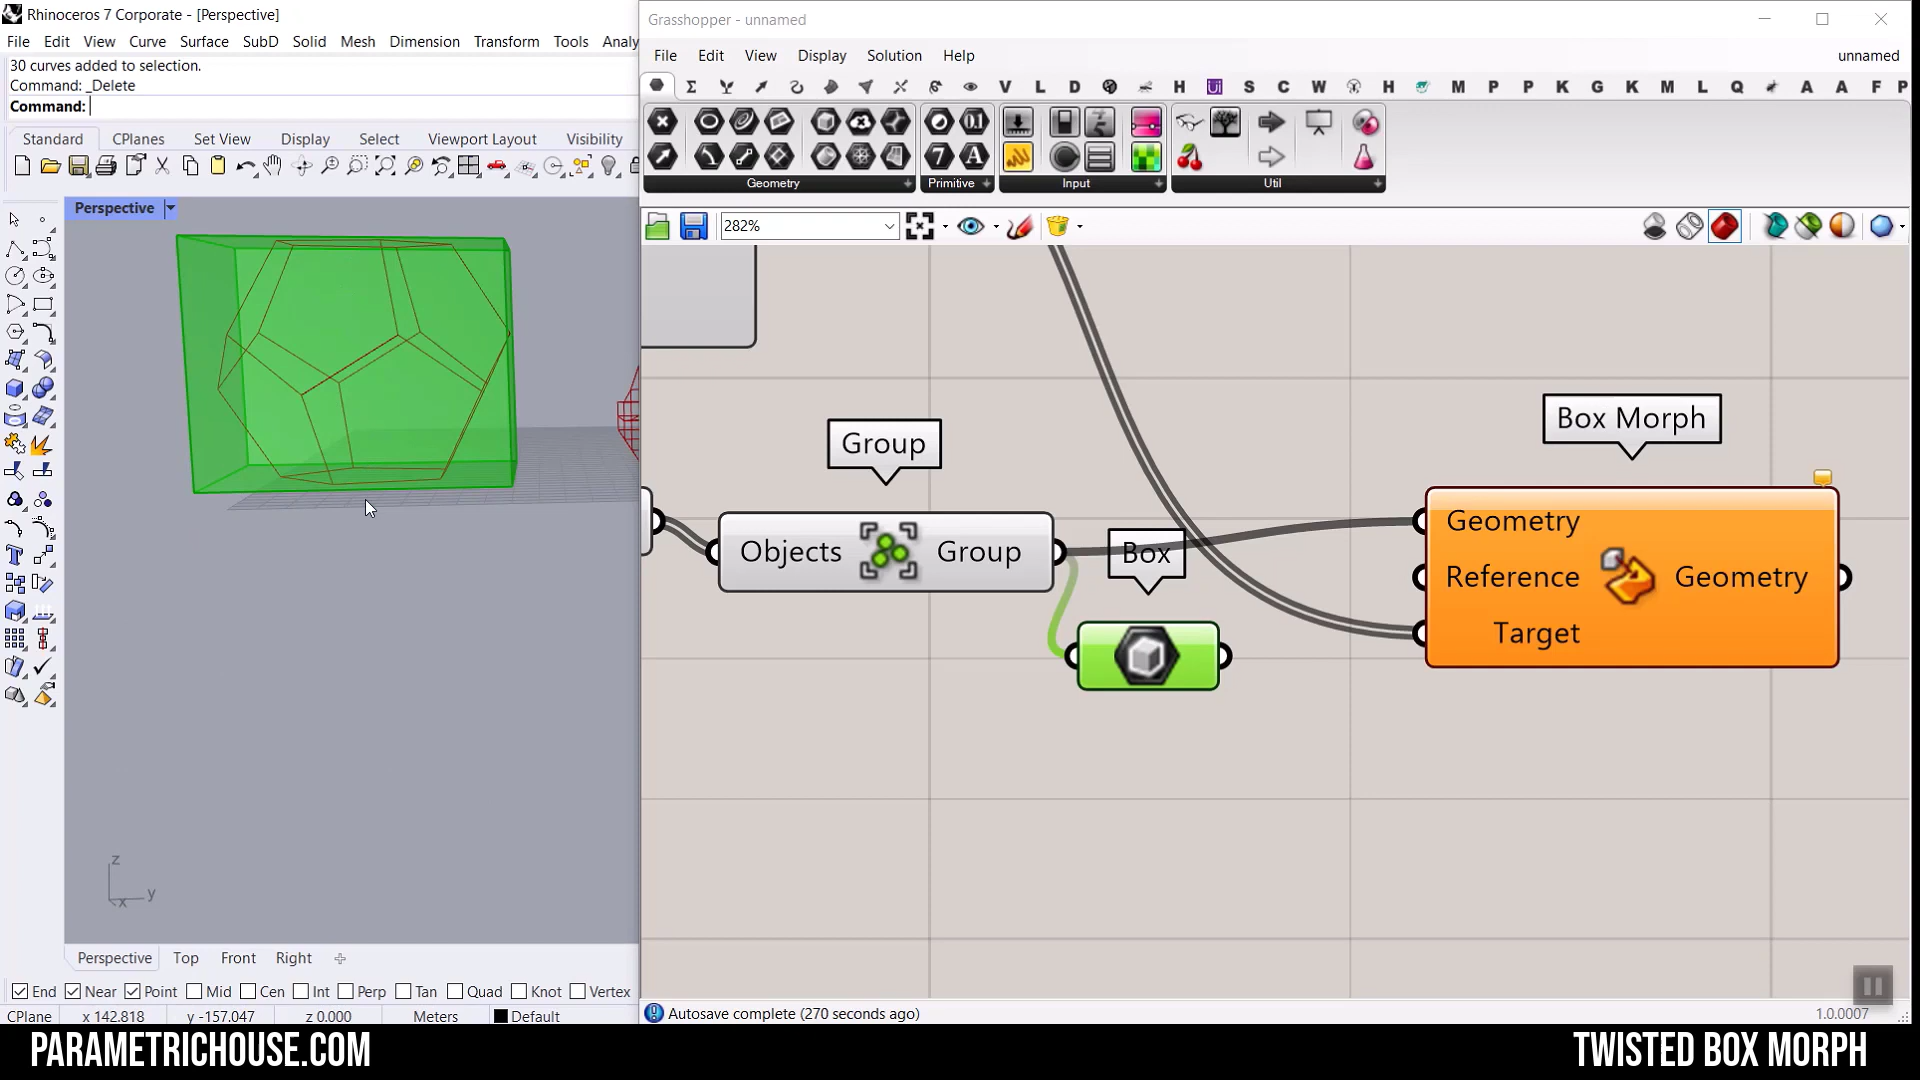 Rhinoceros 7 Corporate - [Perspective]
File Edit View Curve Surface SubD Solid Mesh Dimension Transform Tools Analy
30 curves added to selection.
Command: _Delete
Command:
Standard CPlanes Set View Display Select Viewport Layout Visibility
Perspective
z
y
x
Perspective Top Front Right
End Near Point Mid Cen Int Perp Tan Quad Knot Vertex
CPlane x 142.818 y -157.047 z 0.000 Meters Default
Grasshopper - unnamed
File Edit View Display Solution Help unnamed
V L D H Ui S C W H M P P K G K M L Q A A F P
Geometry Primitive Input Util
282%
Group
Objects Group
Box
Box Morph
Geometry
Reference Geometry
Target
Autosave complete (270 seconds ago) 1.0.0007
PARAMETRICHOUSE.COM TWISTED BOX MORPH